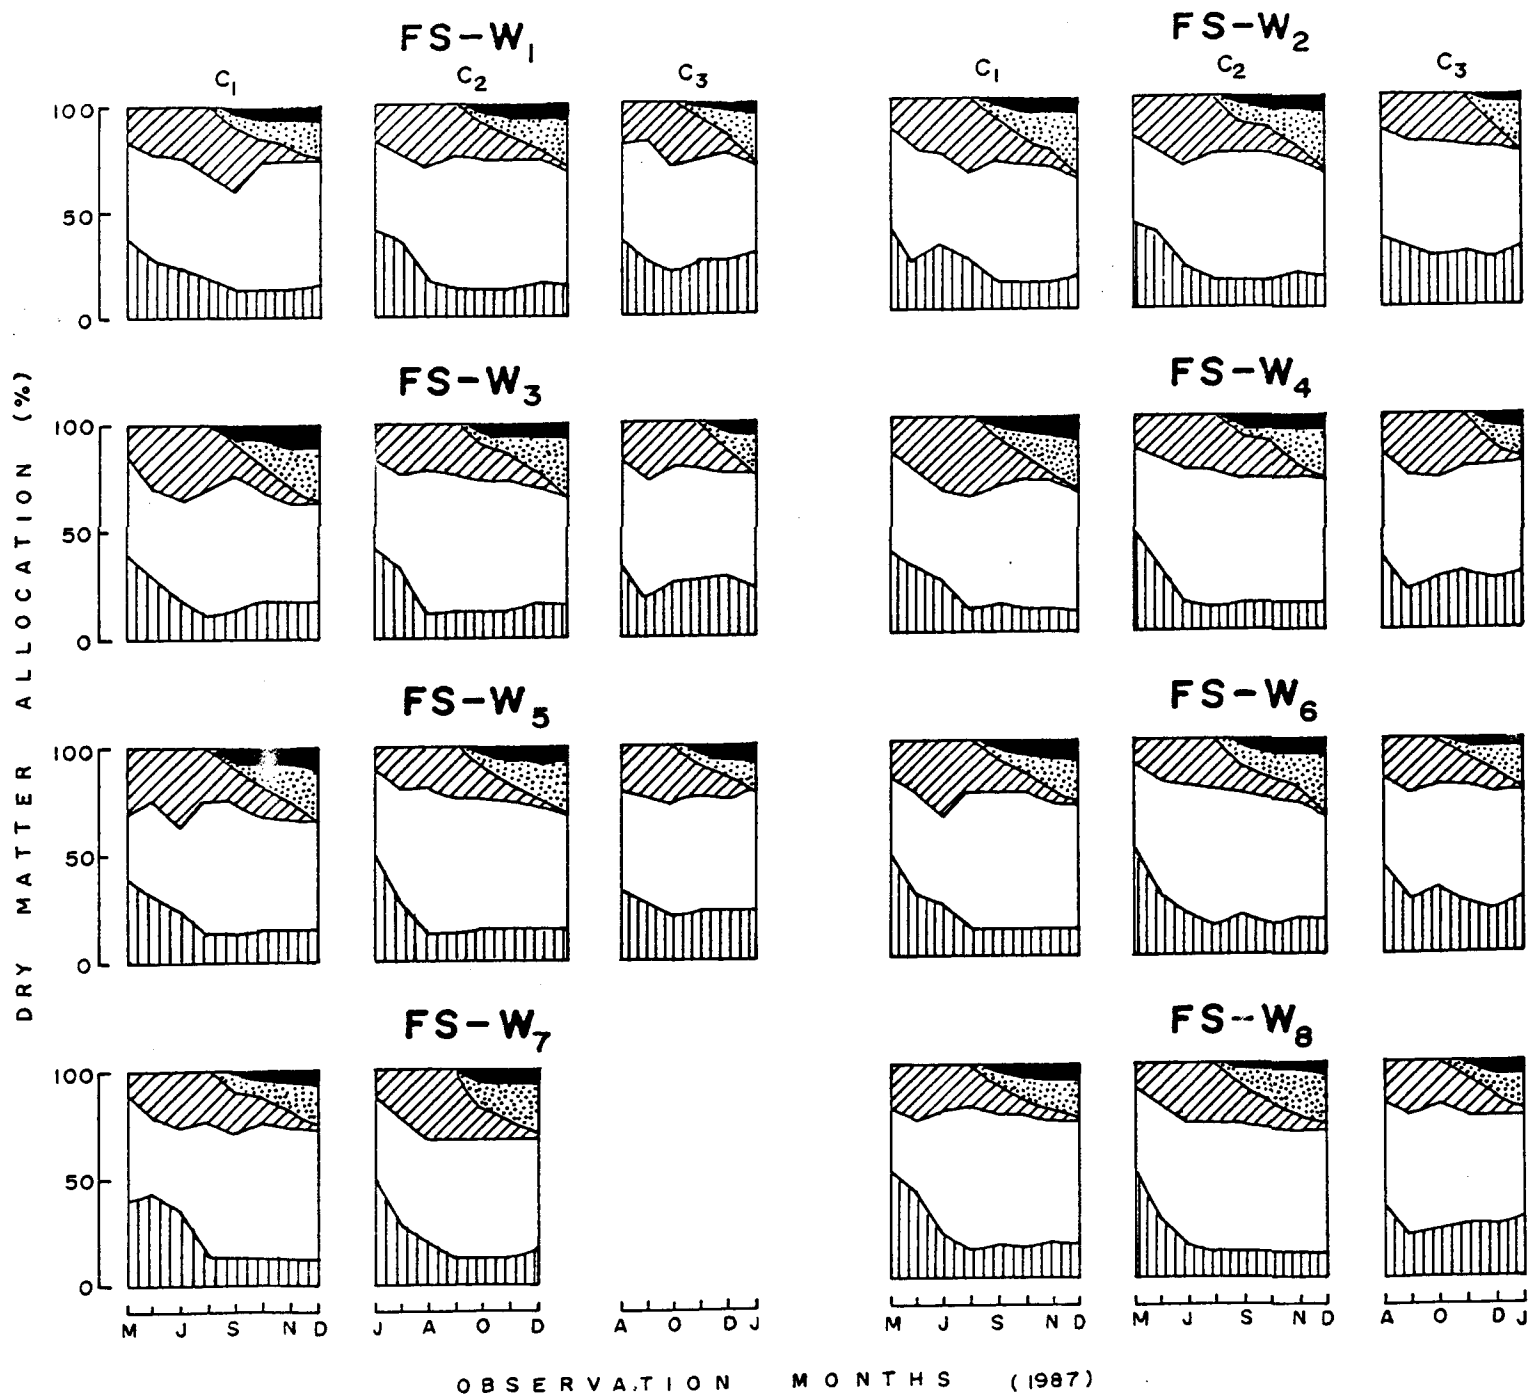 FS-W1
FS-W2
C1 C2 C3 C1 C2 C3
100
50
0
FS-W3
FS-W4
100
50
0
FS-W5
FS-W6
100
50
0
FS-W7
FS--W8
100
50
0
DRY MATTER ALLOCATION (%)
M J S N D J A O D A O D J M J S N D M J S N D A O D J
OBSERVATION MONTHS (1987)